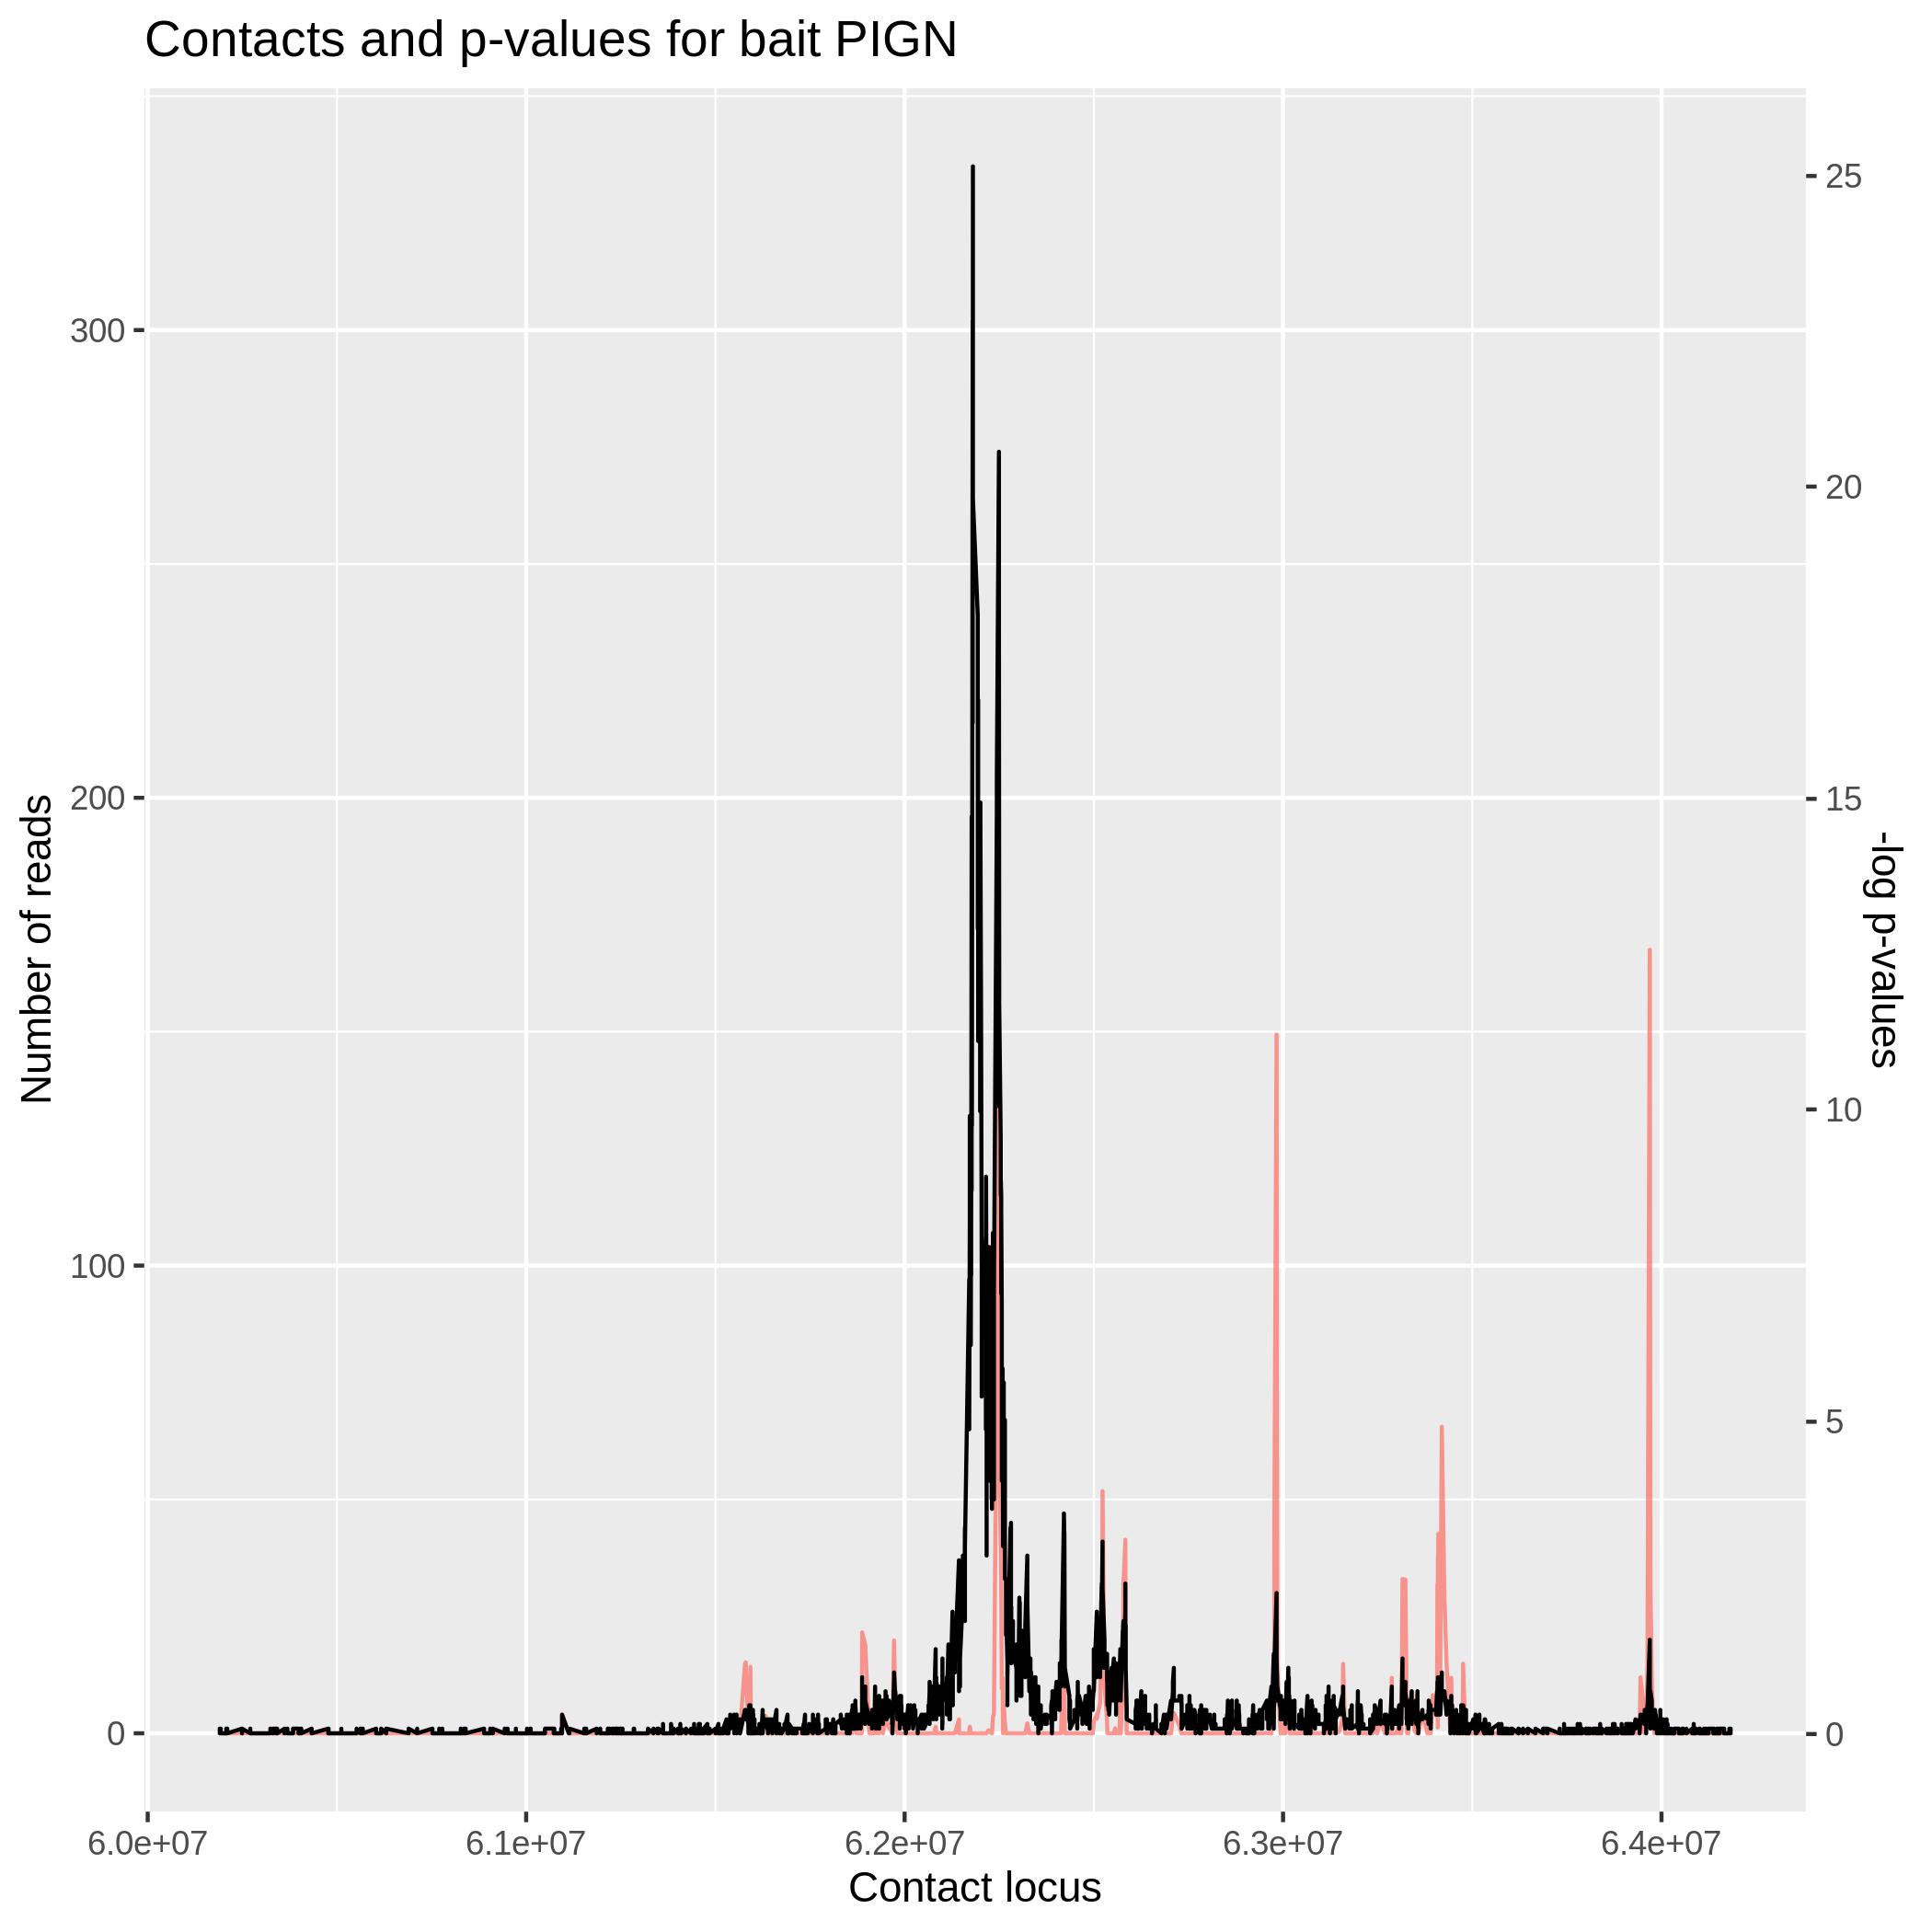 Contacts and p-values for bait PIGN
Number of reads
300
200
100
0
25
20
15
10
5
0
-log p-values
6.0e+07
6.1e+07
6.2e+07
6.3e+07
6.4e+07
Contact locus